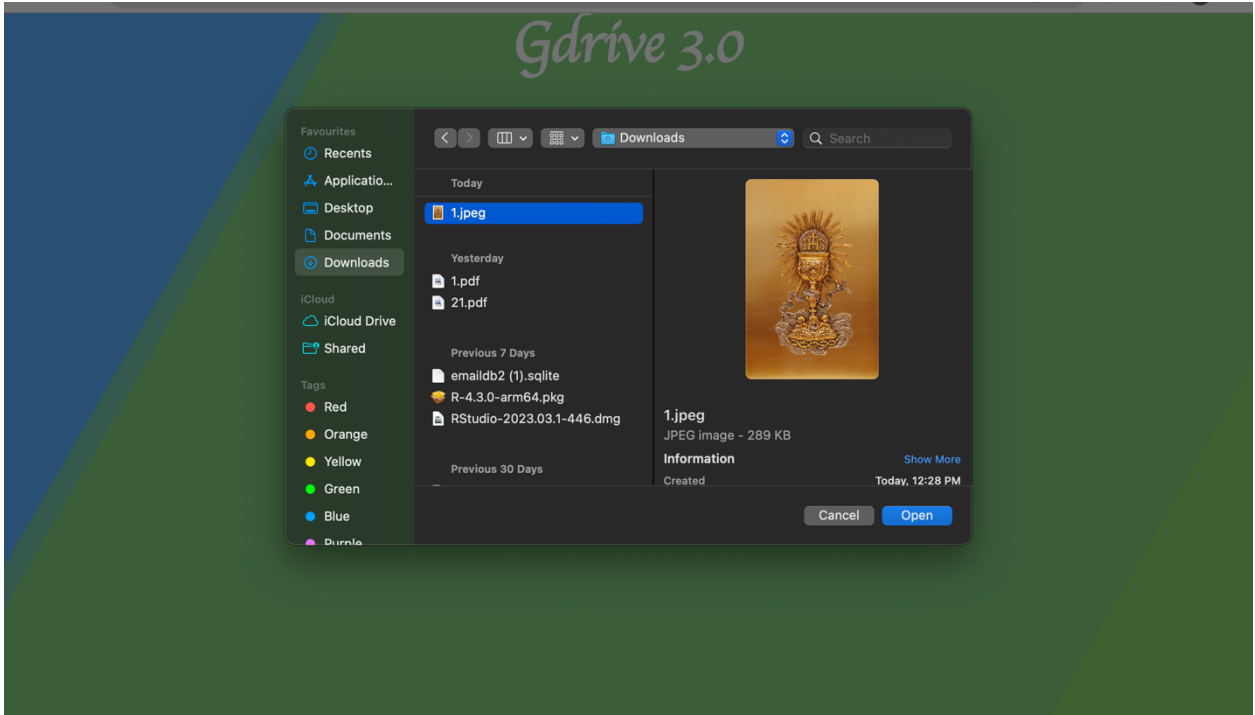 Gdrive 3.0
Favourites
Recents
Applicatio...
Desktop
Documents
Downloads
iCloud
iCloud Drive
Shared
Tags
Red
Orange
Yellow
Green
Blue
Purple
Downloads
Search
Today
1.jpeg
Yesterday
1.pdf
21.pdf
Previous 7 Days
emaildb2 (1).sqlite
R-4.3.0-arm64.pkg
RStudio-2023.03.1-446.dmg
Previous 30 Days
IHS
1.jpeg
JPEG image - 289 KB
Information Show More
Created Today, 12:28 PM
Cancel Open